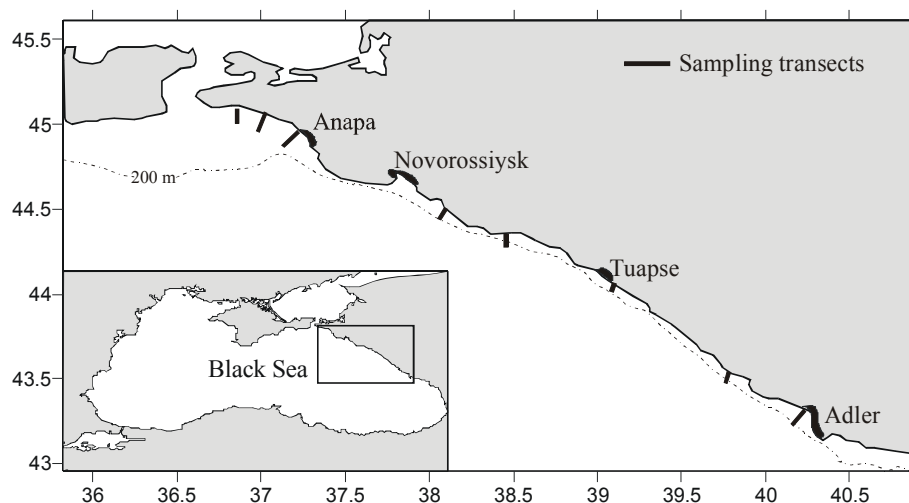 45.5
45
44.5
44
43.5
43
Sampling transects
Anapa
Novorossiysk
200 m
Tuapse
Black Sea
Adler
36 36.5 37 37.5 38 38.5 39 39.5 40 40.5